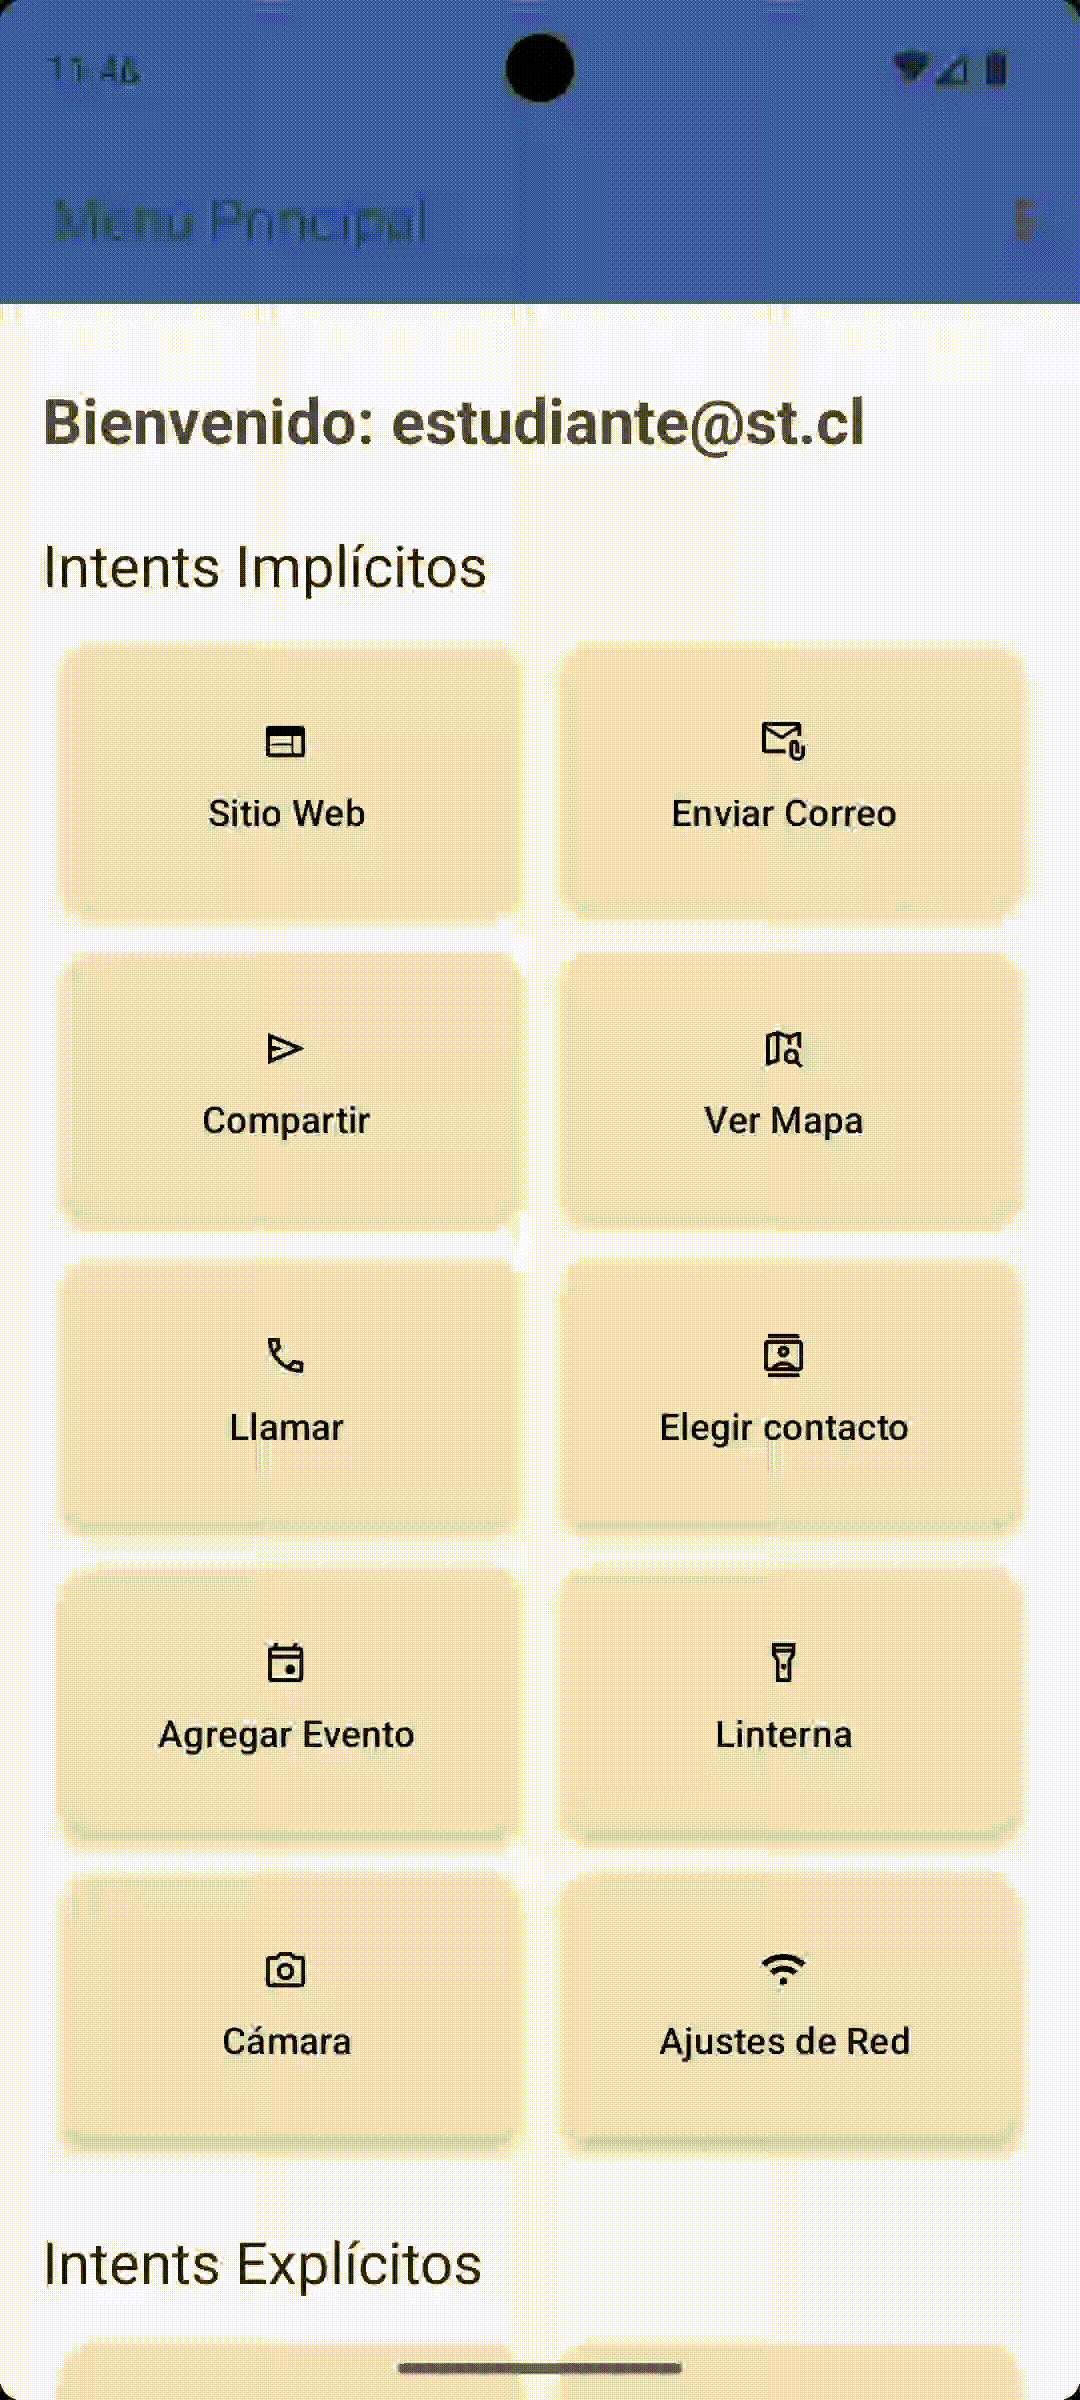 11:46
Menú Principal
Bienvenido: estudiante@st.cl
Intents Implícitos
Sitio Web
Enviar Correo
Compartir
Ver Mapa
Llamar
Elegir contacto
Agregar Evento
Linterna
Cámara
Ajustes de Red
Intents Explícitos